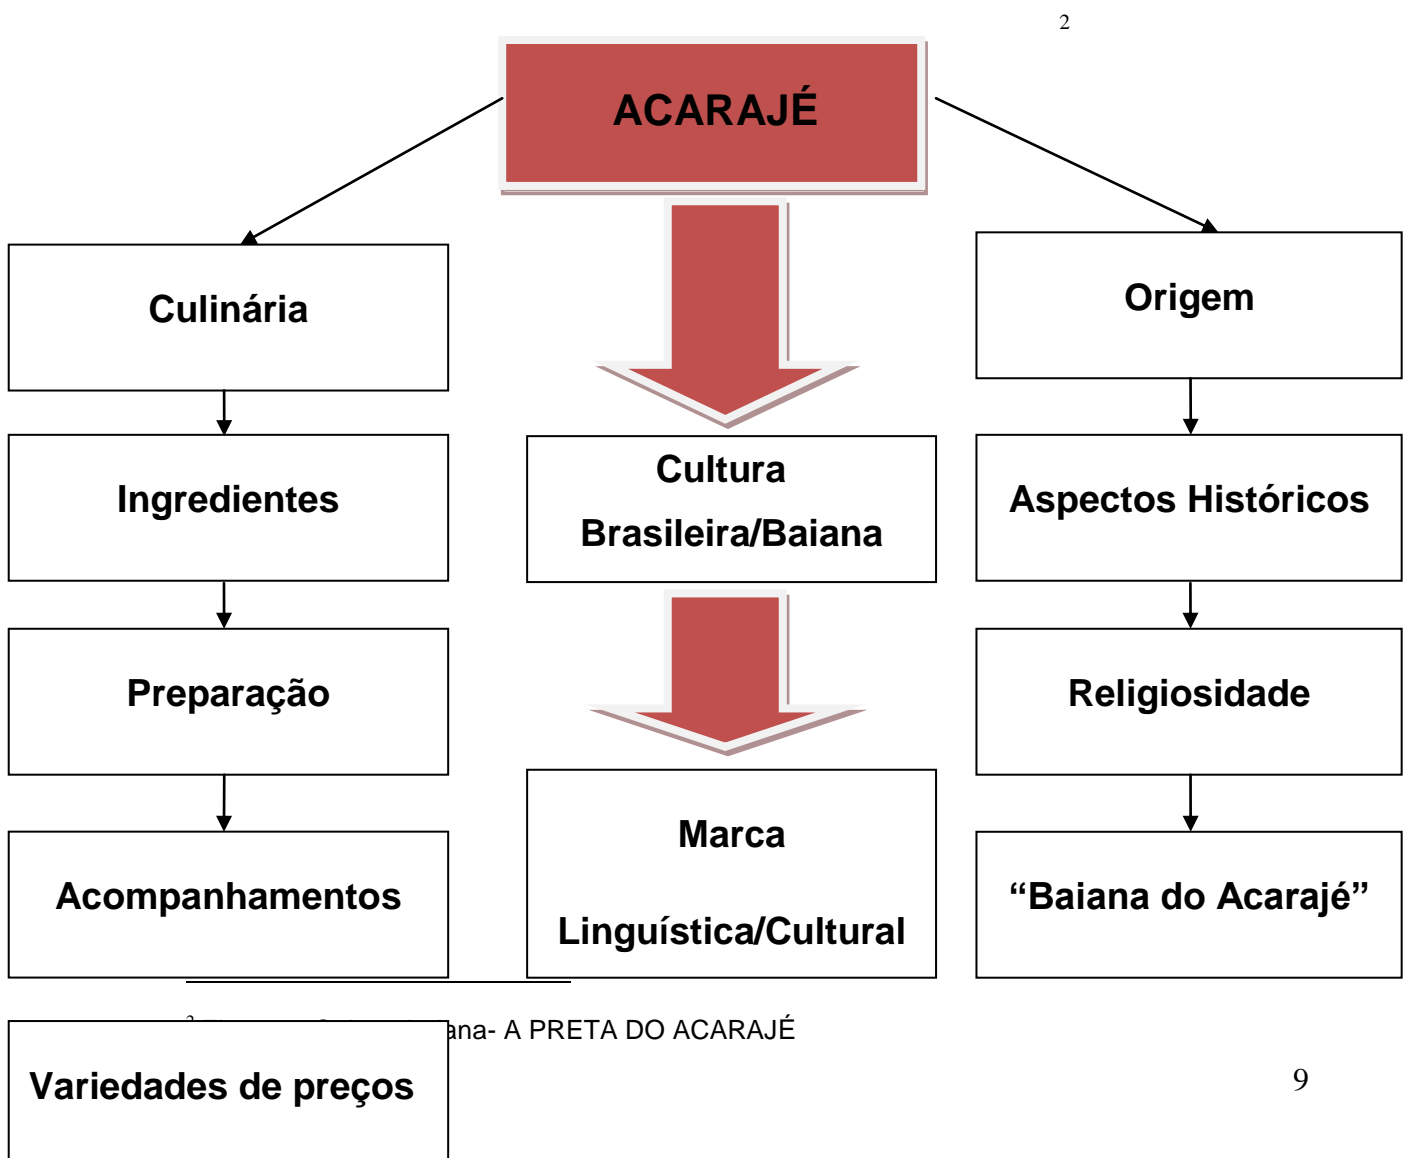 2
ACARAJÉ
Culinária
Ingredientes
Preparação
Acompanhamentos
Variedades de preços
Cultura
Brasileira/Baiana
Marca
Linguística/Cultural
Origem
Aspectos Históricos
Religiosidade
“Baiana do Acarajé”
2 A PRETA DO ACARAJÉ
9